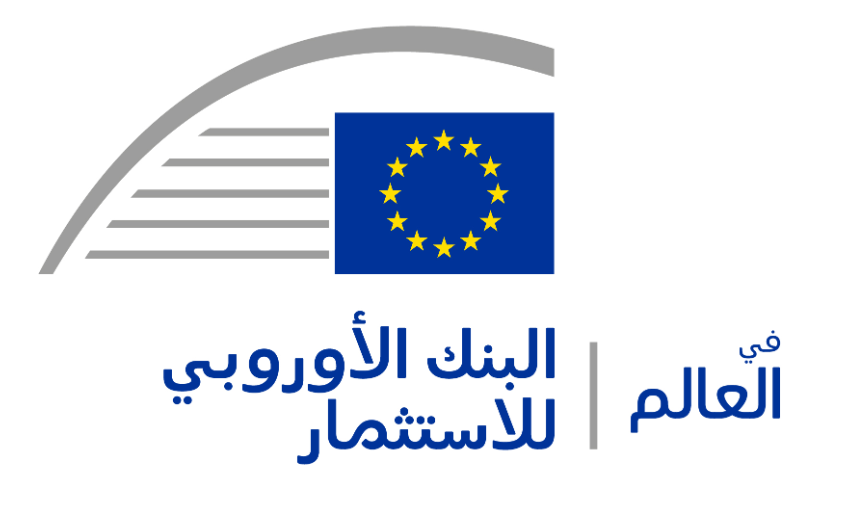 في
العالم
البنك الأوروبي
للاستثمار